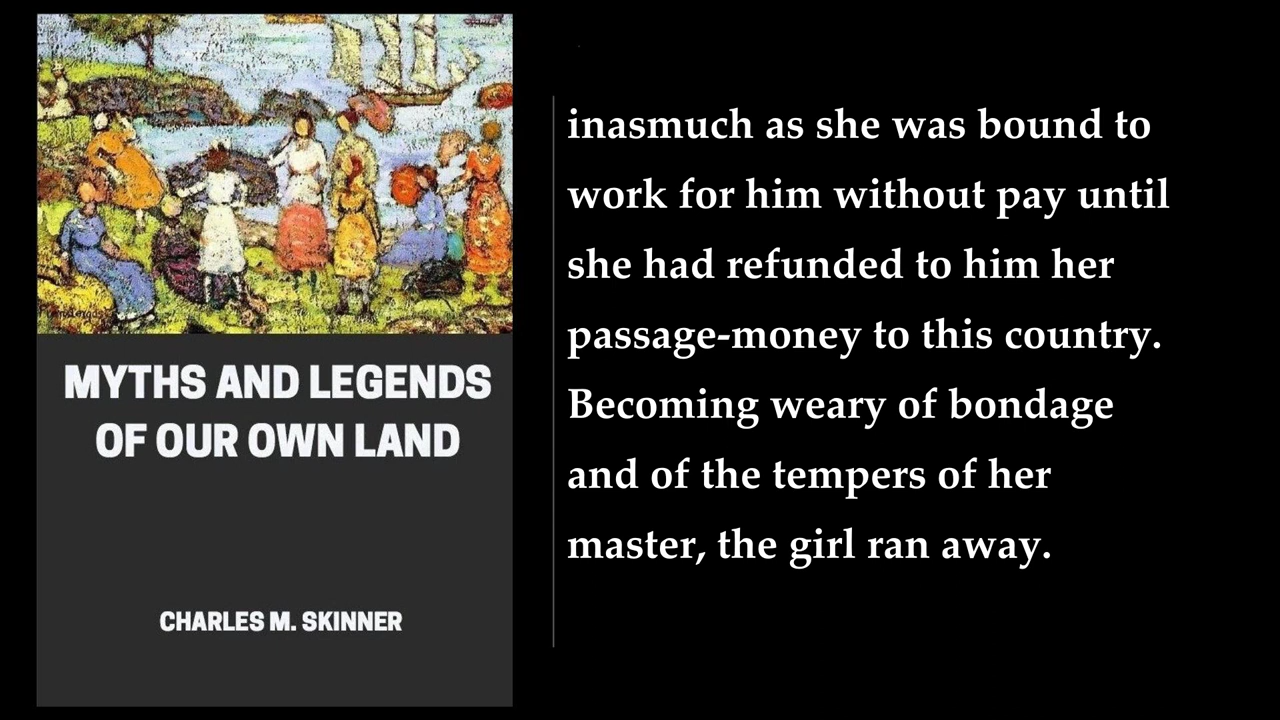 MYTHS AND LEGENDS
OF OUR OWN LAND
CHARLES M. SKINNER
inasmuch as she was bound to
work for him without pay until
she had refunded to him her
passage-money to this country.
Becoming weary of bondage
and of the tempers of her
master, the girl ran away.